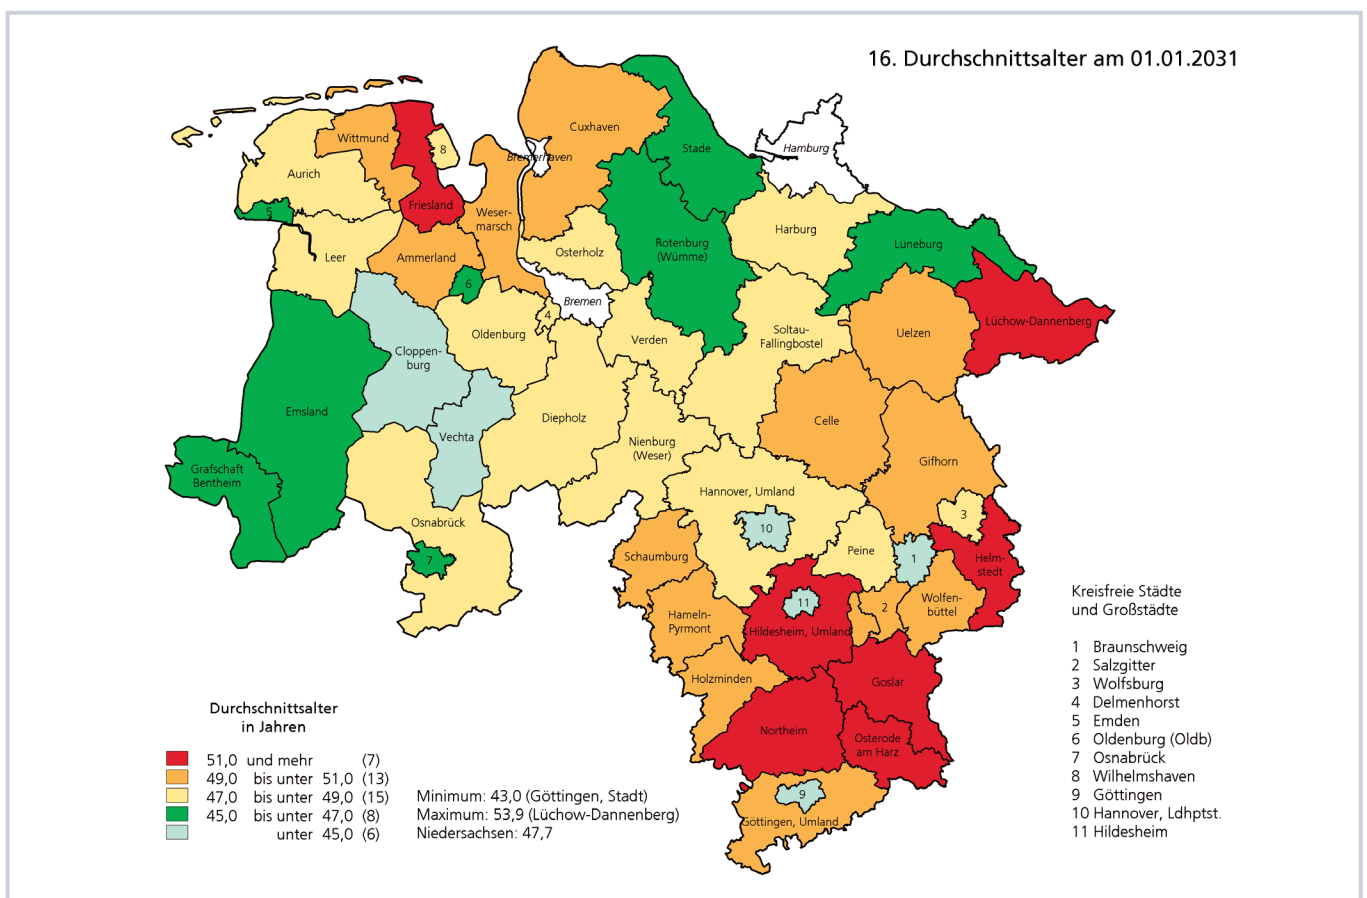 16. Durchschnittsalter am 01.01.2031
Cuxhaven
Wittmund
Bremerhaven
Stade
Hamburg
8
Aurich
Friesland
5
Weser-
marsch
Harburg
Lüneburg
Rotenburg
(Wümme)
Osterholz
Leer
Ammerland
6
Bremen
4
Lüchow-Dannenberg
Oldenburg
Verden
Soltau-
Fallingbostel
Uelzen
Cloppen-
burg
Emsland
Diepholz
Celle
Vechta
Nienburg
(Weser)
Gifhorn
Grafschaft
Bentheim
Hannover, Umland
Osnabrück
10
3
Peine
7
Schaumburg
1
Helm-
stedt
Wolfen-
büttel
11
2
Hameln-
Pyrmont
Hildesheim, Umland
Holzminden
Goslar
Northeim
Osterode
am Harz
9
Göttingen, Umland
Kreisfreie Städte
und Großstädte
1 Braunschweig
2 Salzgitter
3 Wolfsburg
4 Delmenhorst
5 Emden
6 Oldenburg (Oldb)
7 Osnabrück
8 Wilhelmshaven
9 Göttingen
10 Hannover, Ldhptst.
11 Hildesheim
Durchschnittsalter
in Jahren
51,0 und mehr (7)
49,0 bis unter 51,0 (13)
47,0 bis unter 49,0 (15)
45,0 bis unter 47,0 (8)
unter 45,0 (6)
Minimum: 43,0 (Göttingen, Stadt)
Maximum: 53,9 (Lüchow-Dannenberg)
Niedersachsen: 47,7